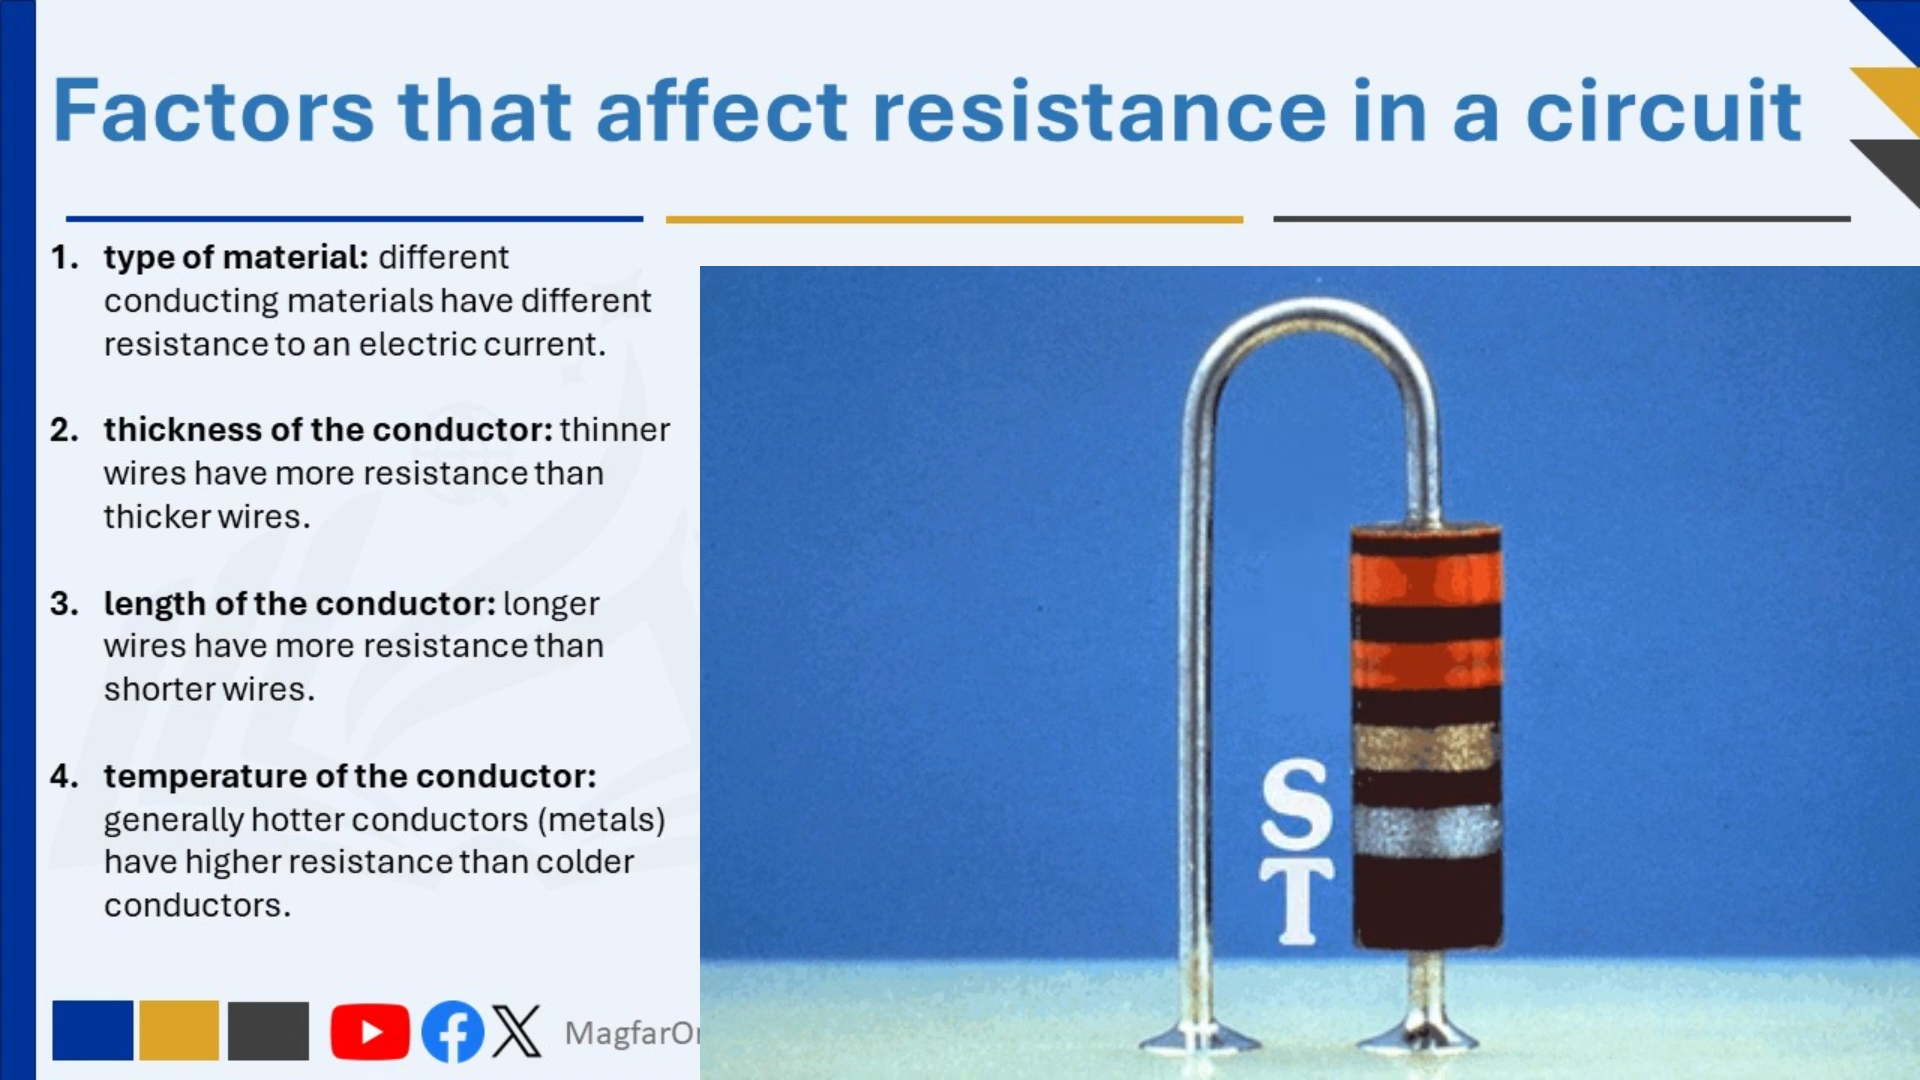 Factors that affect resistance in a circuit
1. type of material: different
conducting materials have different
resistance to an electric current.
2. thickness of the conductor: thinner
wires have more resistance than
thicker wires.
3. length of the conductor: longer
wires have more resistance than
shorter wires.
4. temperature of the conductor:
generally hotter conductors (metals)
have higher resistance than colder
conductors.
S
T